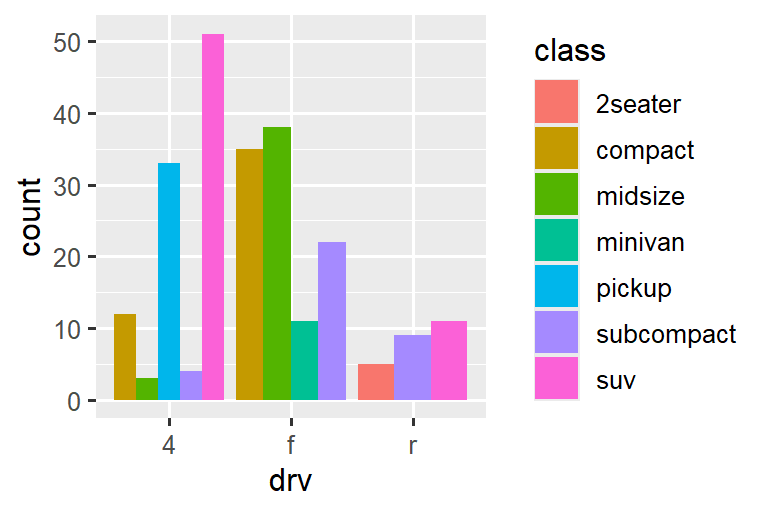 count
50
40
30
20
10
0
4 f r
drv
class
2seater
compact
midsize
minivan
pickup
subcompact
suv